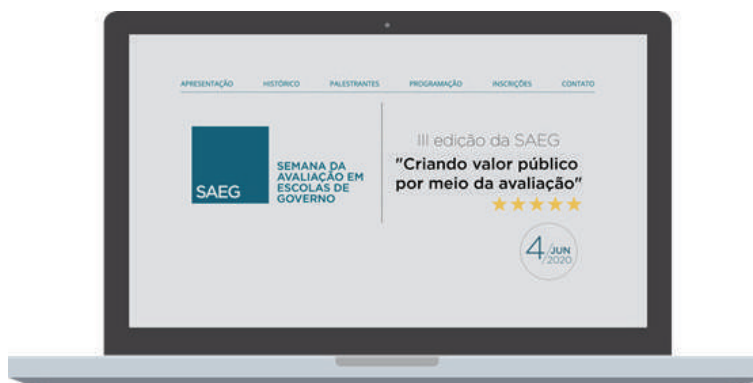 APRESENTAÇÃO HISTÓRICO PALESTRANTES PROGRAMAÇÃO INSCRIÇÕES CONTATO
SAEG
SEMANA DA
AVALIAÇÃO EM
ESCOLAS DE
GOVERNO
III edição da SAEG
"Criando valor público
por meio da avaliação"
4/JUN
/2020